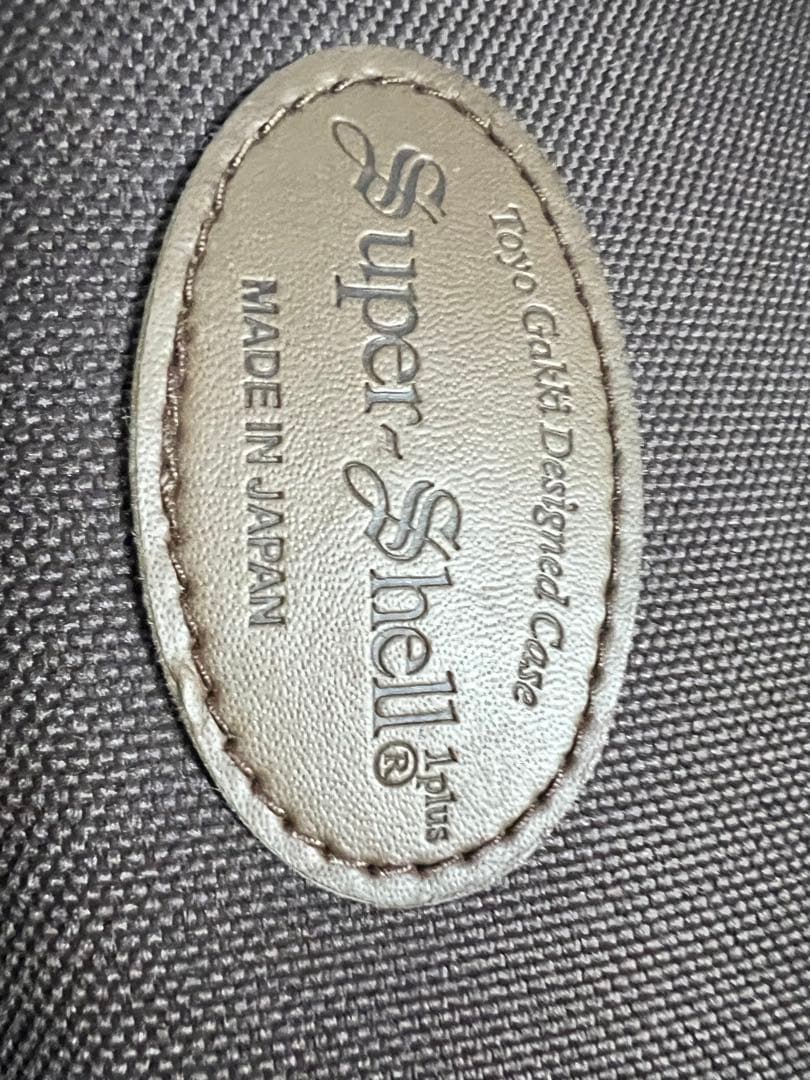 Toyo Gakki Designed Case
Super-Shell® 1plus
MADE IN JAPAN